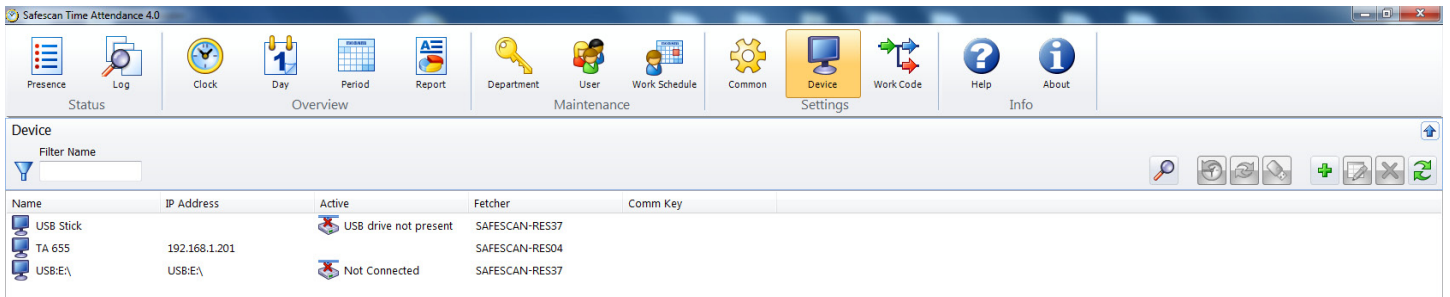 Safescan Time Attendance 4.0
Presence Log Clock Day Period Report Department User Work Schedule Common Device Work Code Help About
Status Overview Maintenance Settings Info
Device
Filter Name
Name IP Address Active Fetcher Comm Key
USB Stick USB drive not present SAFESCAN-RES37
TA 655 192.168.1.201 SAFESCAN-RES04
USB:E:\ USB:E:\ Not Connected SAFESCAN-RES37